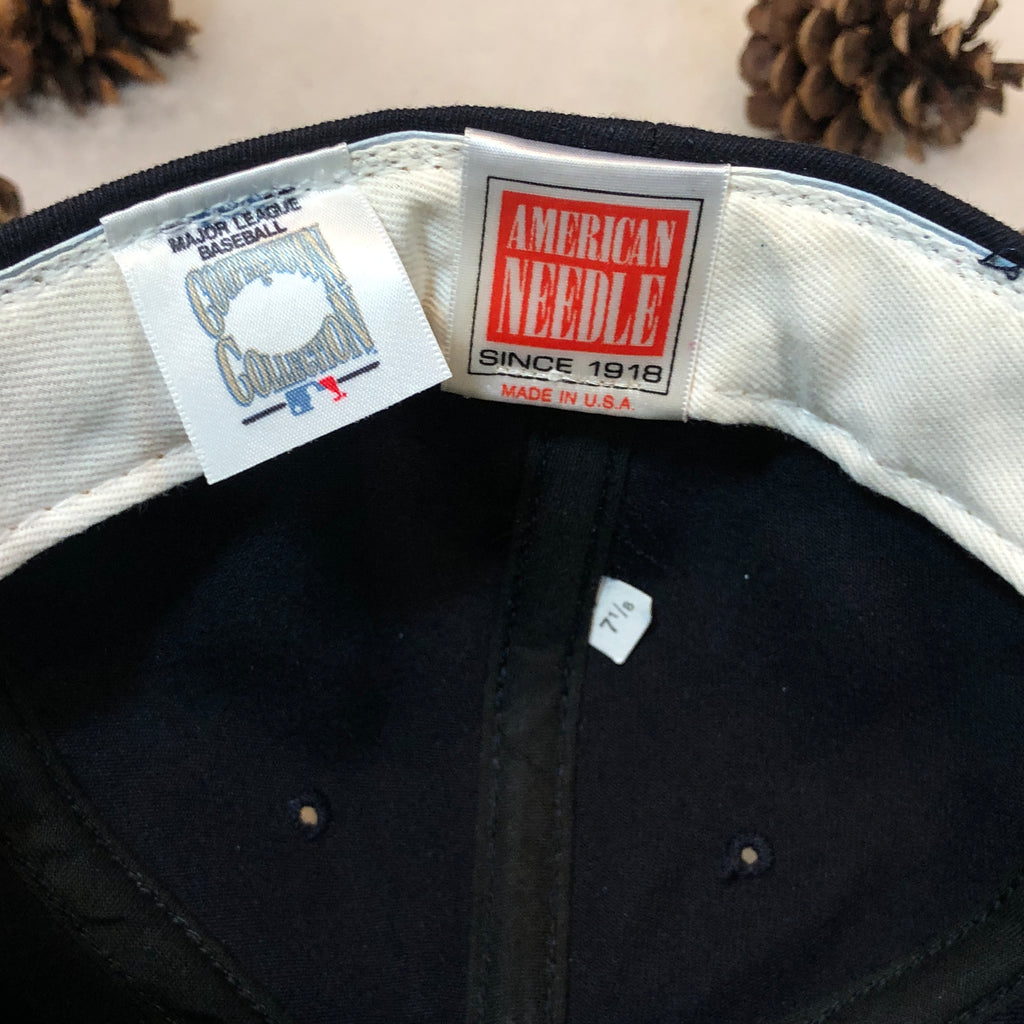 MAJOR LEAGUE
BASEBALL
COOPERSTOWN
COLLECTION
AMERICAN
NEEDLE
SINCE 1918
MADE IN U.S.A.
7 1/8